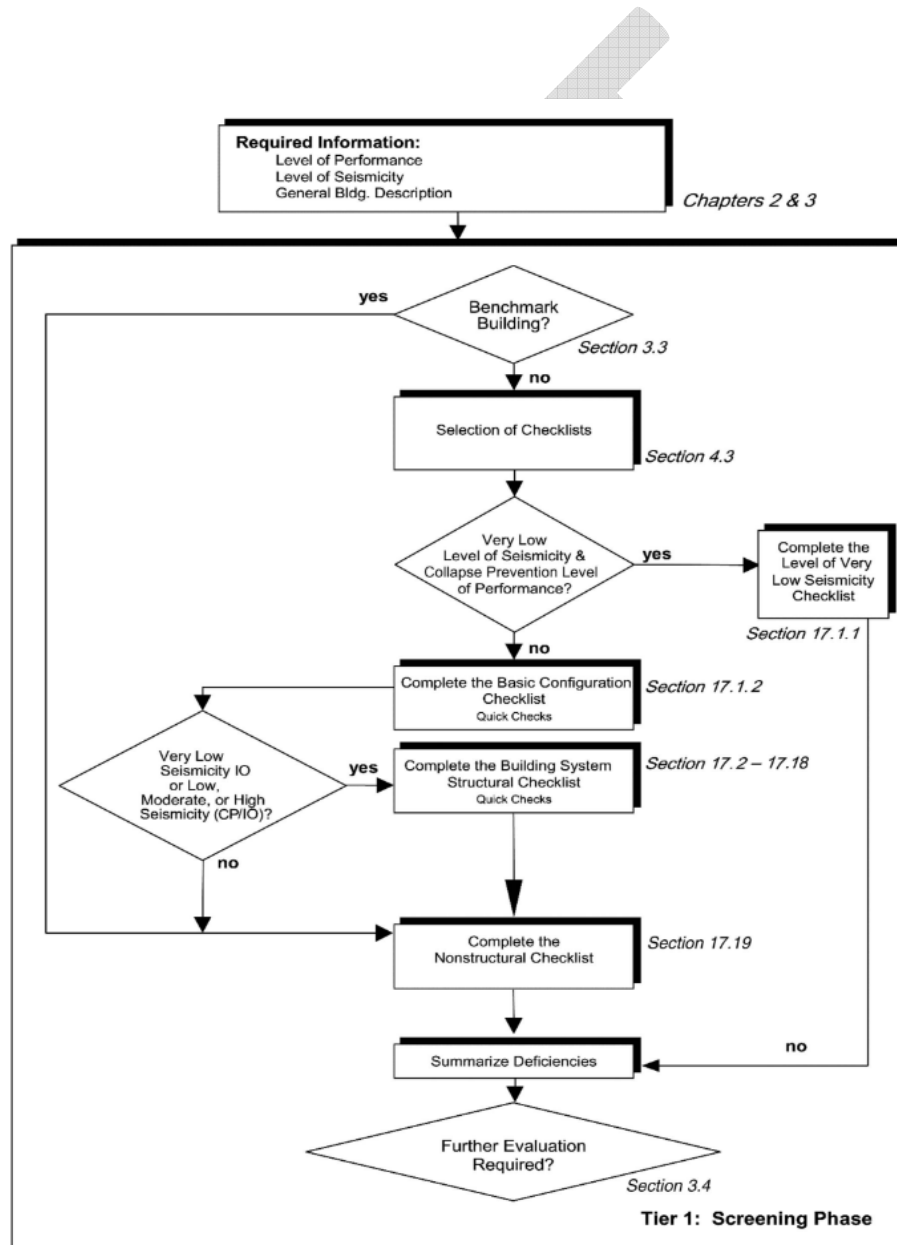 Required Information:
Level of Performance
Level of Seismicity
General Bldg. Description
Chapters 2 & 3
yes
Benchmark
Building?
Section 3.3
no
Selection of Checklists
Section 4.3
Very Low
Level of Seismicity &
Collapse Prevention Level
of Performance?
yes
Complete the
Level of Very
Low Seismicity
Checklist
Section 17.1.1
no
Complete the Basic Configuration
Checklist
Quick Checks
Section 17.1.2
Very Low
Seismicity IO
or Low,
Moderate, or High
Seismicity (CP/IO)?
yes
Complete the Building System
Structural Checklist
Quick Checks
Section 17.2 – 17.18
no
Complete the
Nonstructural Checklist
Section 17.19
no
Summarize Deficiencies
Further Evaluation
Required?
Section 3.4
Tier 1: Screening Phase